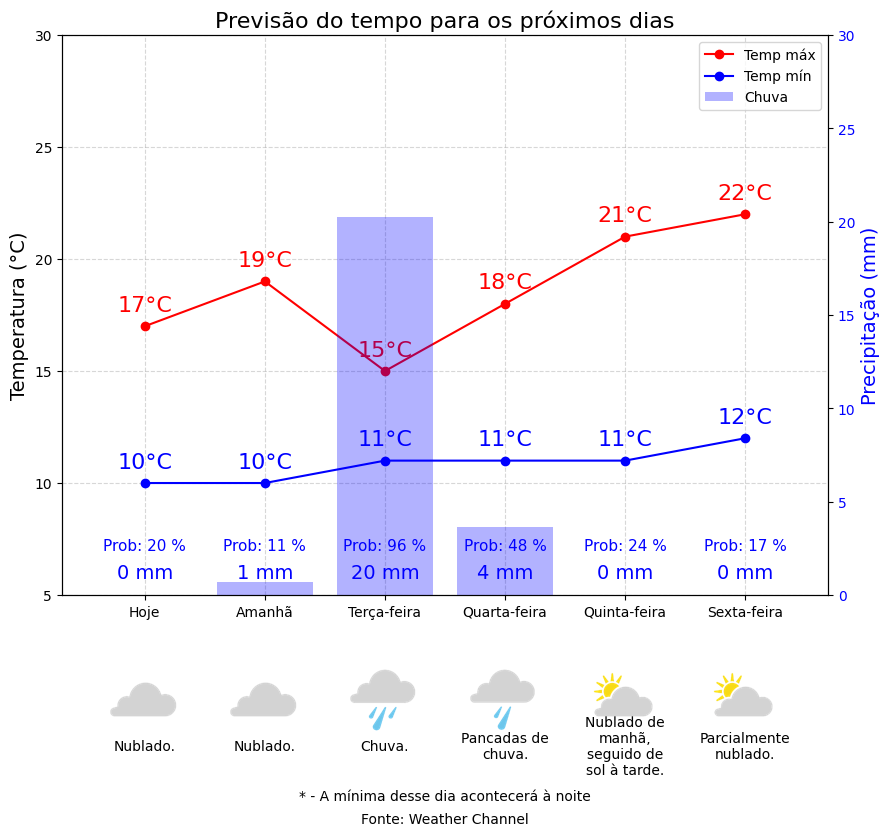 Previsão do tempo para os próximos dias
30
25
20
15
10
5
Temperatura (°C)
30
25
20
15
10
5
0
Precipitação (mm)
Temp máx
Temp mín
Chuva
17°C
19°C
15°C
18°C
21°C
22°C
10°C
10°C
11°C
11°C
11°C
12°C
Prob: 20 %
Prob: 11 %
Prob: 96 %
Prob: 48 %
Prob: 24 %
Prob: 17 %
0 mm
1 mm
20 mm
4 mm
0 mm
0 mm
Hoje
Amanhã
Terça-feira
Quarta-feira
Quinta-feira
Sexta-feira
Nublado.
Nublado.
Chuva.
Pancadas de
chuva.
Nublado de
manhã,
seguido de
sol à tarde.
Parcialmente
nublado.
* - A mínima desse dia acontecerá à noite
Fonte: Weather Channel